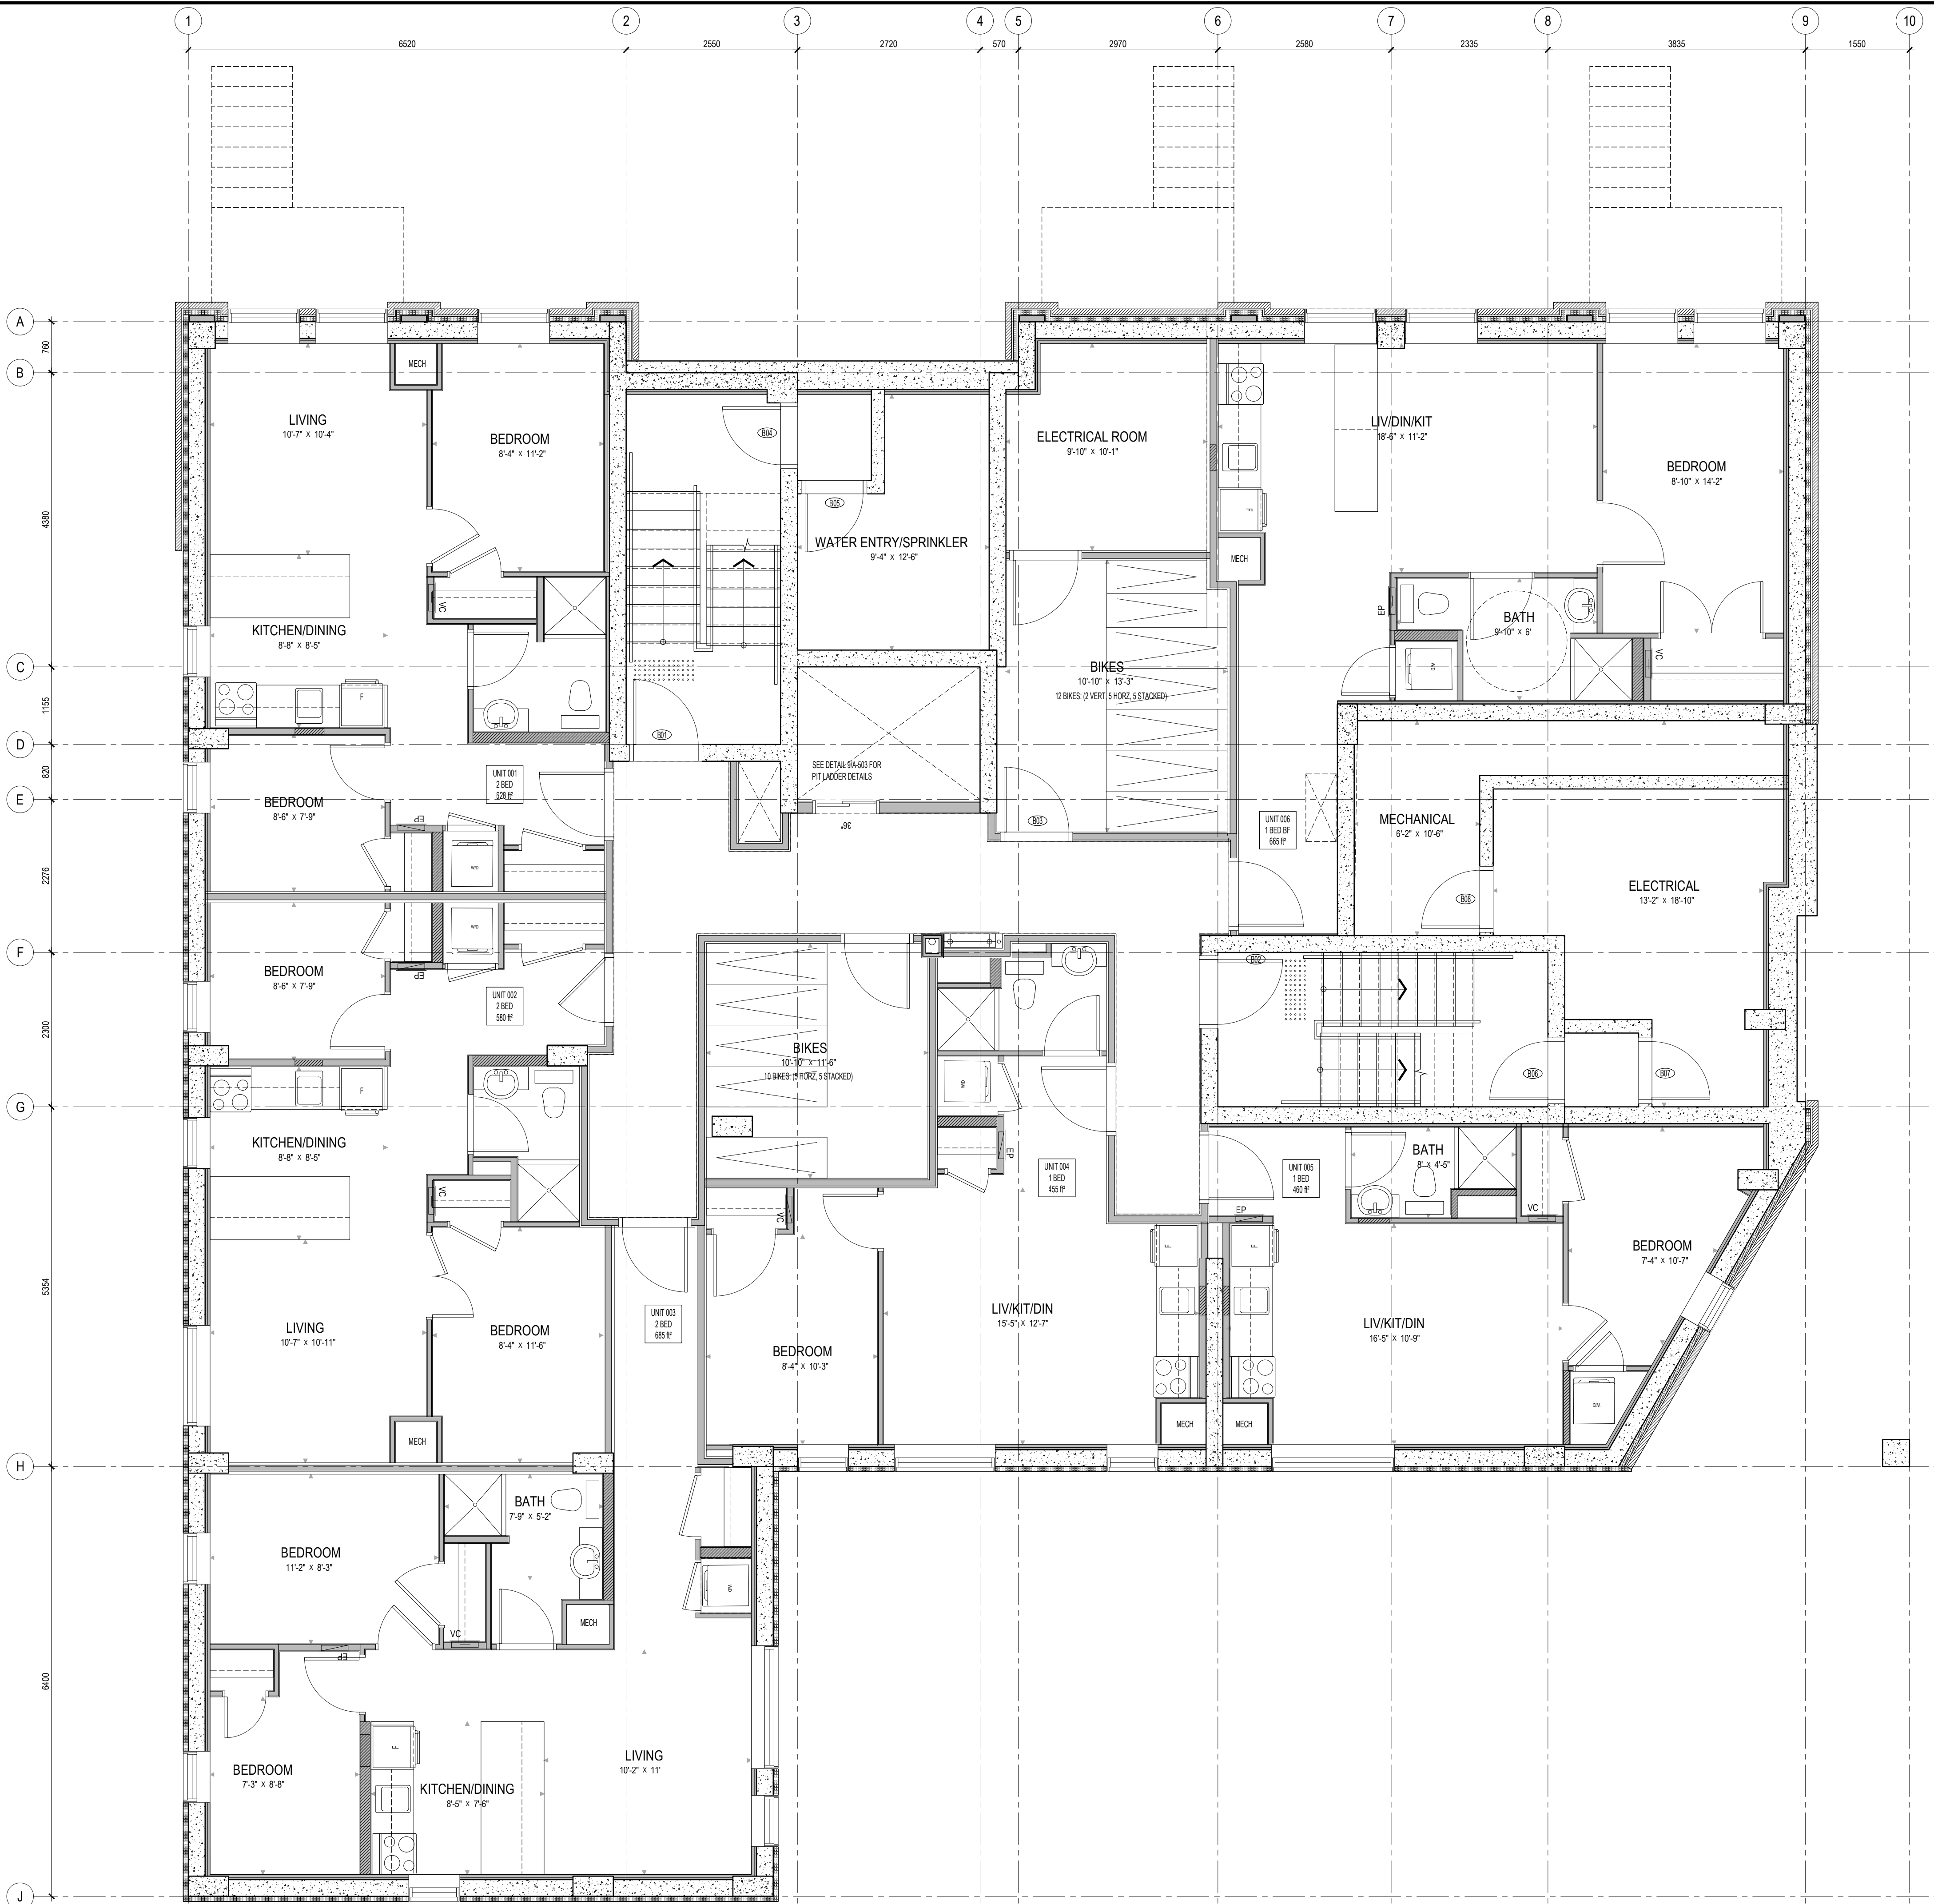 1 2 3 4 5 6 7 8 9 10
6520 2550 2720 570 2970 2580 2335 3835 1550
A
760
B
4380
C
1155
D
820
E
2276
F
2300
G
5354
H
6400
J
MECH
LIVING
10'-7" X 10'-4"
BEDROOM
8'-4" X 11'-2"
B04
B05
WATER ENTRY/SPRINKLER
9'-4" X 12'-6"
ELECTRICAL ROOM
9'-10" X 10'-1"
LIV/DIN/KIT
18'-6" X 11'-2"
BEDROOM
8'-10" X 14'-2"
F
MECH
VC
KITCHEN/DINING
8'-8" X 8'-5"
F
EP
BATH
9'-10" X 6'
W/D
VC
BIKES
10'-10" X 13'-3"
12 BIKES: (2 VERT, 5 HORZ, 5 STACKED)
B01
SEE DETAIL 9/A-503 FOR
PIT LADDER DETAILS
36"
B03
UNIT 001
2 BED
628 ft²
BEDROOM
8'-6" X 7'-9"
EP
W/D
UNIT 006
1 BED BF
665 ft²
MECHANICAL
6'-2" X 10'-6"
B08
ELECTRICAL
13'-2" X 18'-10"
W/D
EP
BEDROOM
8'-6" X 7'-9"
UNIT 002
2 BED
580 ft²
B02
BIKES
10'-10" X 11'-6"
10 BIKES: (5 HORZ, 5 STACKED)
W/D
B06
B07
F
KITCHEN/DINING
8'-8" X 8'-5"
VC
EP
UNIT 004
1 BED
455 ft²
UNIT 005
1 BED
460 ft²
BATH
8' X 4'-5"
VC
EP
VC
BEDROOM
7'-4" X 10'-7"
F
F
LIVING
10'-7" X 10'-11"
BEDROOM
8'-4" X 11'-6"
UNIT 003
2 BED
685 ft²
BEDROOM
8'-4" X 10'-3"
LIV/KIT/DIN
15'-5" X 12'-7"
LIV/KIT/DIN
16'-5" X 10'-9"
W/D
MECH
MECH
MECH
BATH
7'-9" X 5'-2"
BEDROOM
11'-2" X 8'-3"
W/D
MECH
VC
EP
F
BEDROOM
7'-3" X 8'-8"
KITCHEN/DINING
8'-5" X 7'-6"
LIVING
10'-2" X 11'